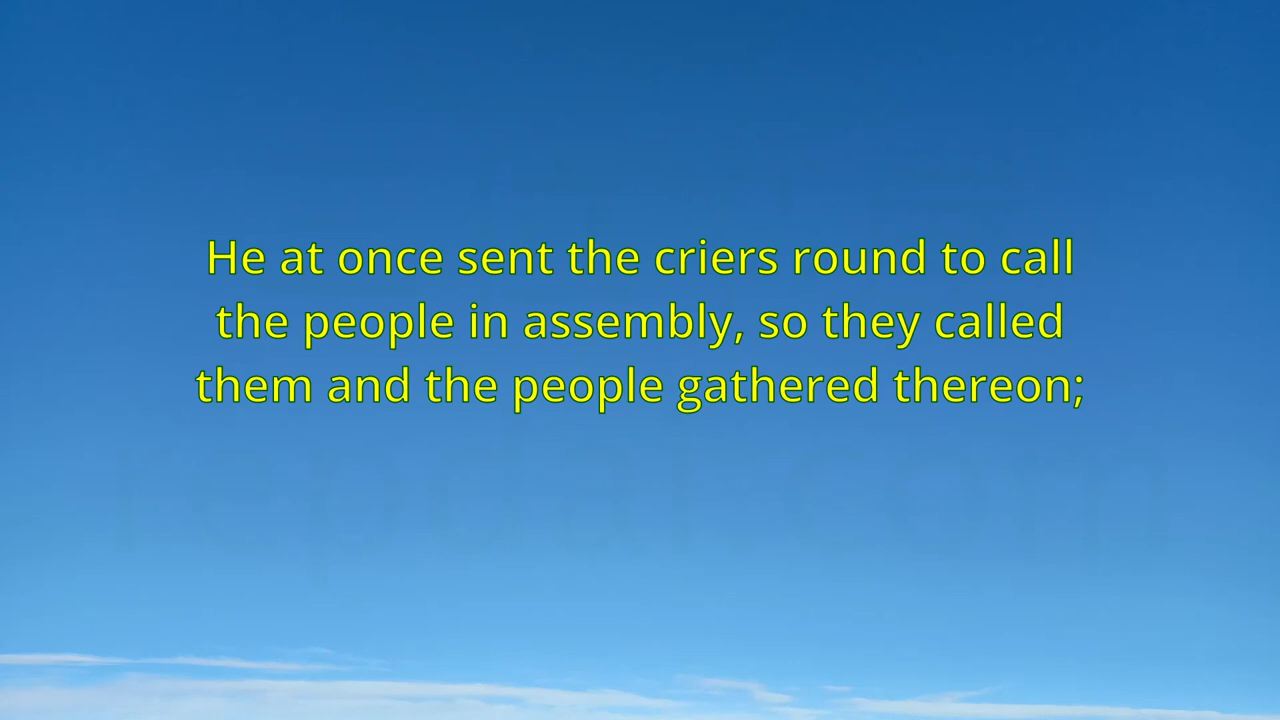 He at once sent the criers round to call
the people in assembly, so they called
them and the people gathered thereon;